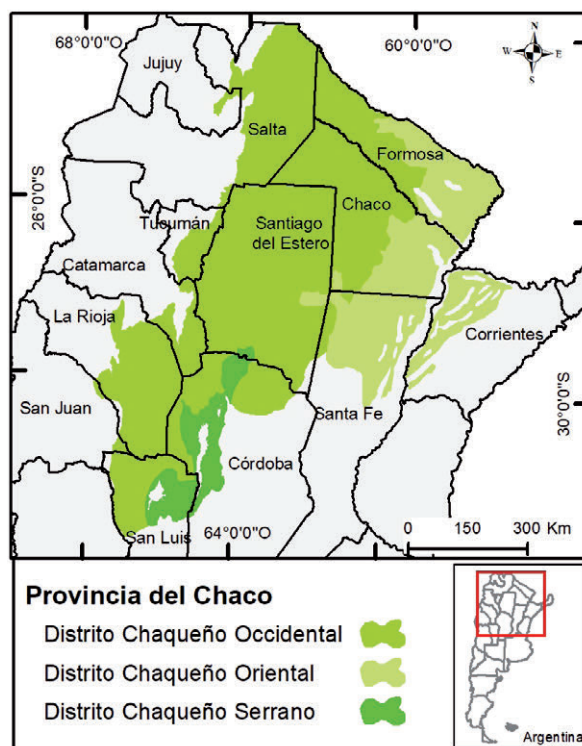 68°0'0"O
60°0'0"O
N
W
E
S
Jujuy
Salta
Formosa
26°0'0"S
Chaco
Tucumán
Santiago
del Estero
Catamarca
La Rioja
Corrientes
San Juan
Santa Fe
30°0'0"S
Córdoba
San Luis
64°0'0"O
0 150 300 Km
Provincia del Chaco
Distrito Chaqueño Occidental
Distrito Chaqueño Oriental
Distrito Chaqueño Serrano
Argentina